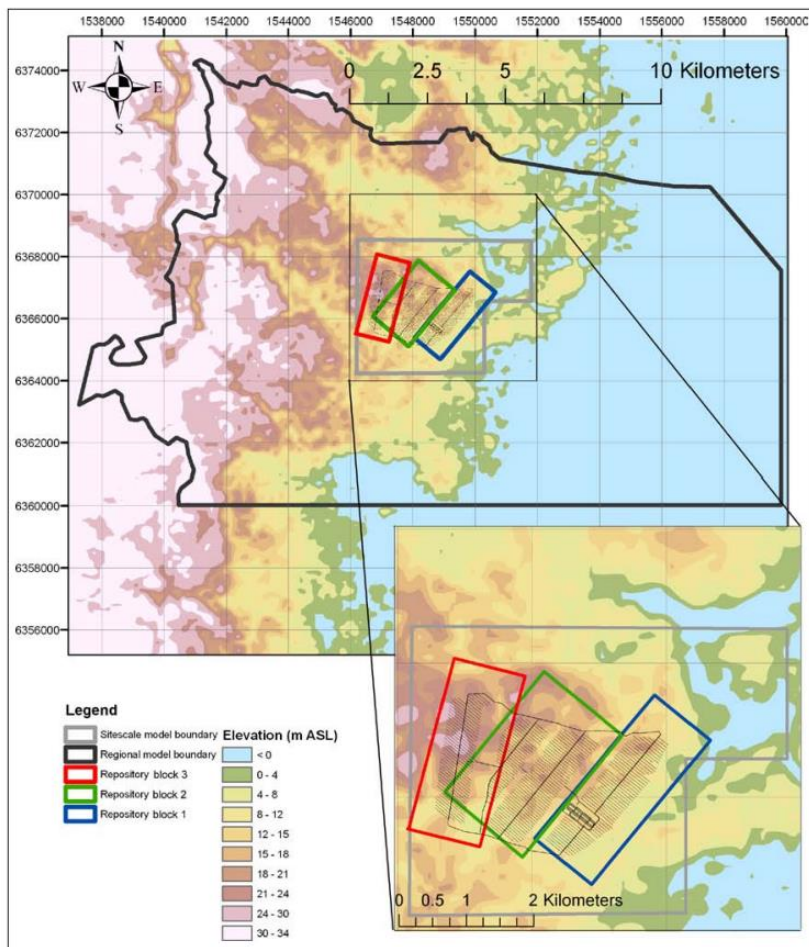 1538000 1540000 1542000 1544000 1546000 1548000 1550000 1552000 1554000 1556000 1558000 1560000
N
W E
S
0 2.5 5 10 Kilometers
6374000
6372000
6370000
6368000
6366000
6364000
6362000
6360000
6358000
6356000
Legend
Sitescale model boundary
Regional model boundary
Repository block 3
Repository block 2
Repository block 1
Elevation (m ASL)
< 0
0 - 4
4 - 8
8 - 12
12 - 15
15 - 18
18 - 21
21 - 24
24 - 30
30 - 34
0 0.5 1 2 Kilometers